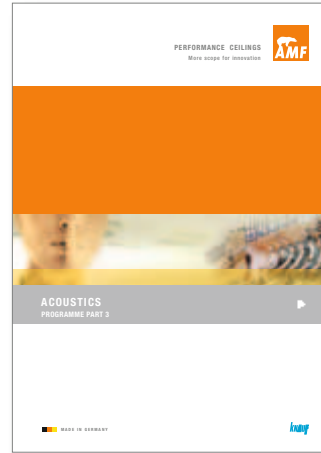 PERFORMANCE CEILINGS
More scope for innovation
AMF
ACOUSTICS
PROGRAMME PART 3
MADE IN GERMANY
knauf